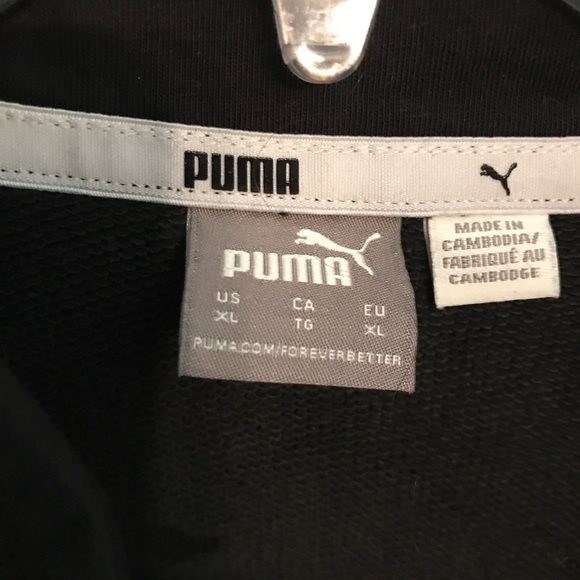 PUMA
PUMA
US CA EU
XL TG XL
PUMA.COM/FOREVERBETTER
MADE IN
CAMBODIA/
FABRIQUÉ AU
CAMBODGE